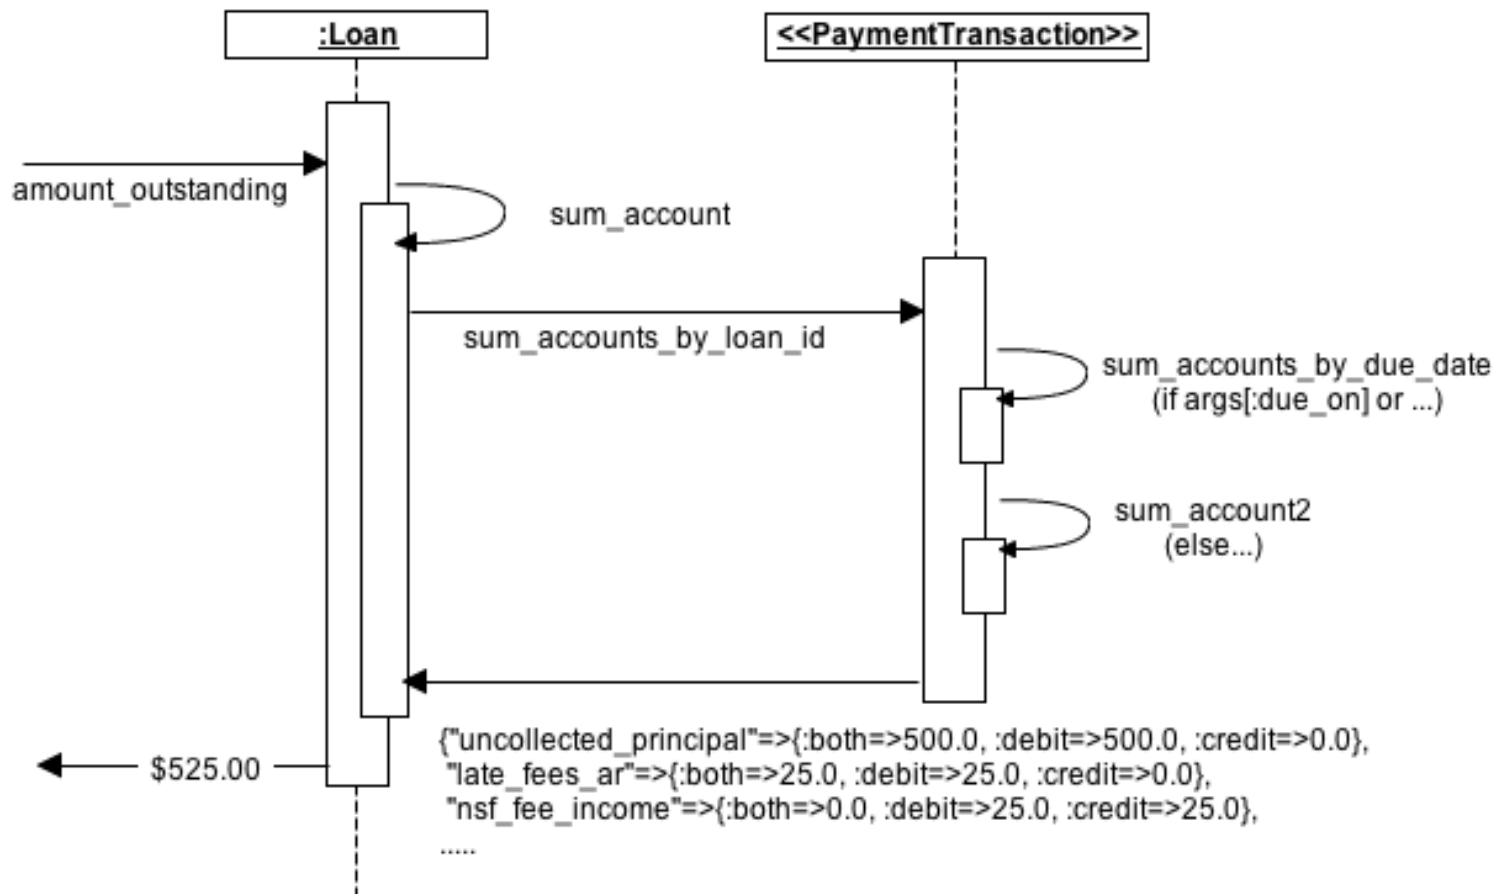 :Loan
<<PaymentTransaction>>
amount_outstanding
sum_account
sum_accounts_by_loan_id
sum_accounts_by_due_date
(if args[:due_on] or ...)
sum_account2
(else...)
{"uncollected_principal"=>{:both=>500.0, :debit=>500.0, :credit=>0.0},
"late_fees_ar"=>{:both=>25.0, :debit=>25.0, :credit=>0.0},
"nsf_fee_income"=>{:both=>0.0, :debit=>25.0, :credit=>25.0},
.....
$525.00